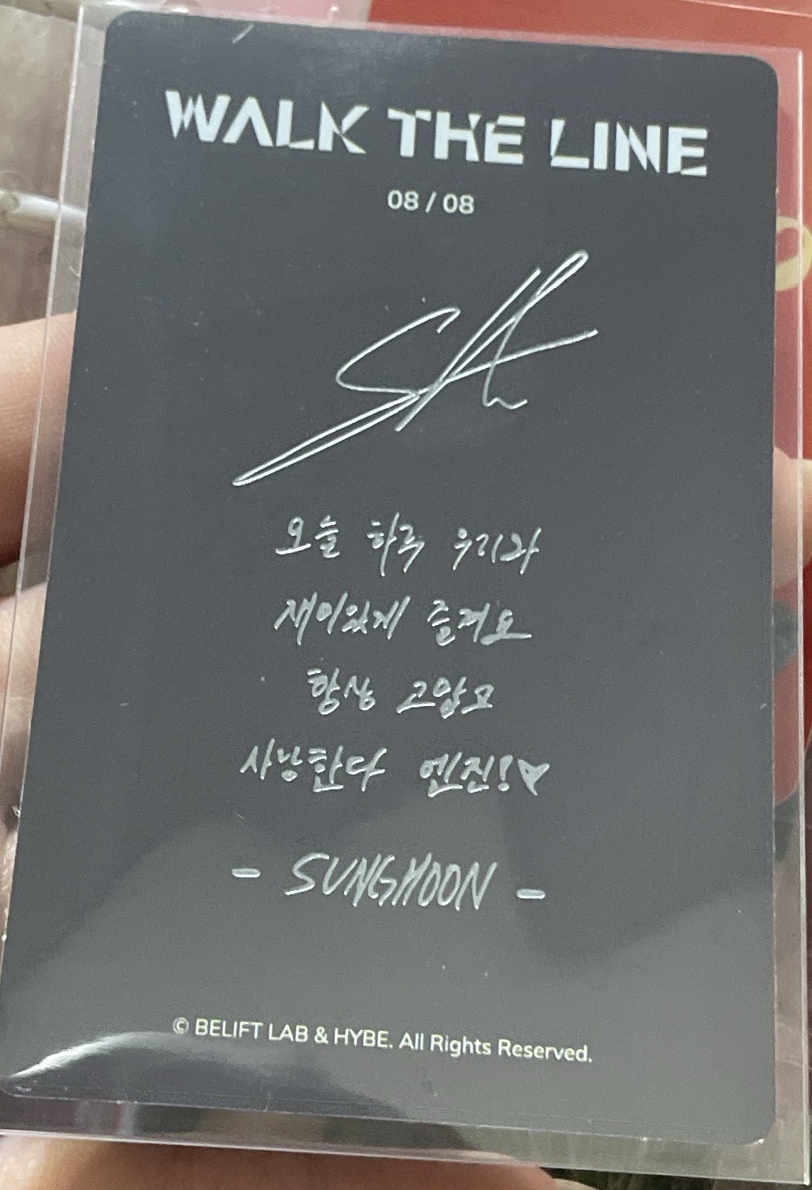 WALK THE LINE
08 / 08
오늘 하루 우리와
재미있게 즐겨요
항상 고맙고
사랑한다 엔진!♥
- SUNGHOON -
© BELIFT LAB & HYBE. All Rights Reserved.